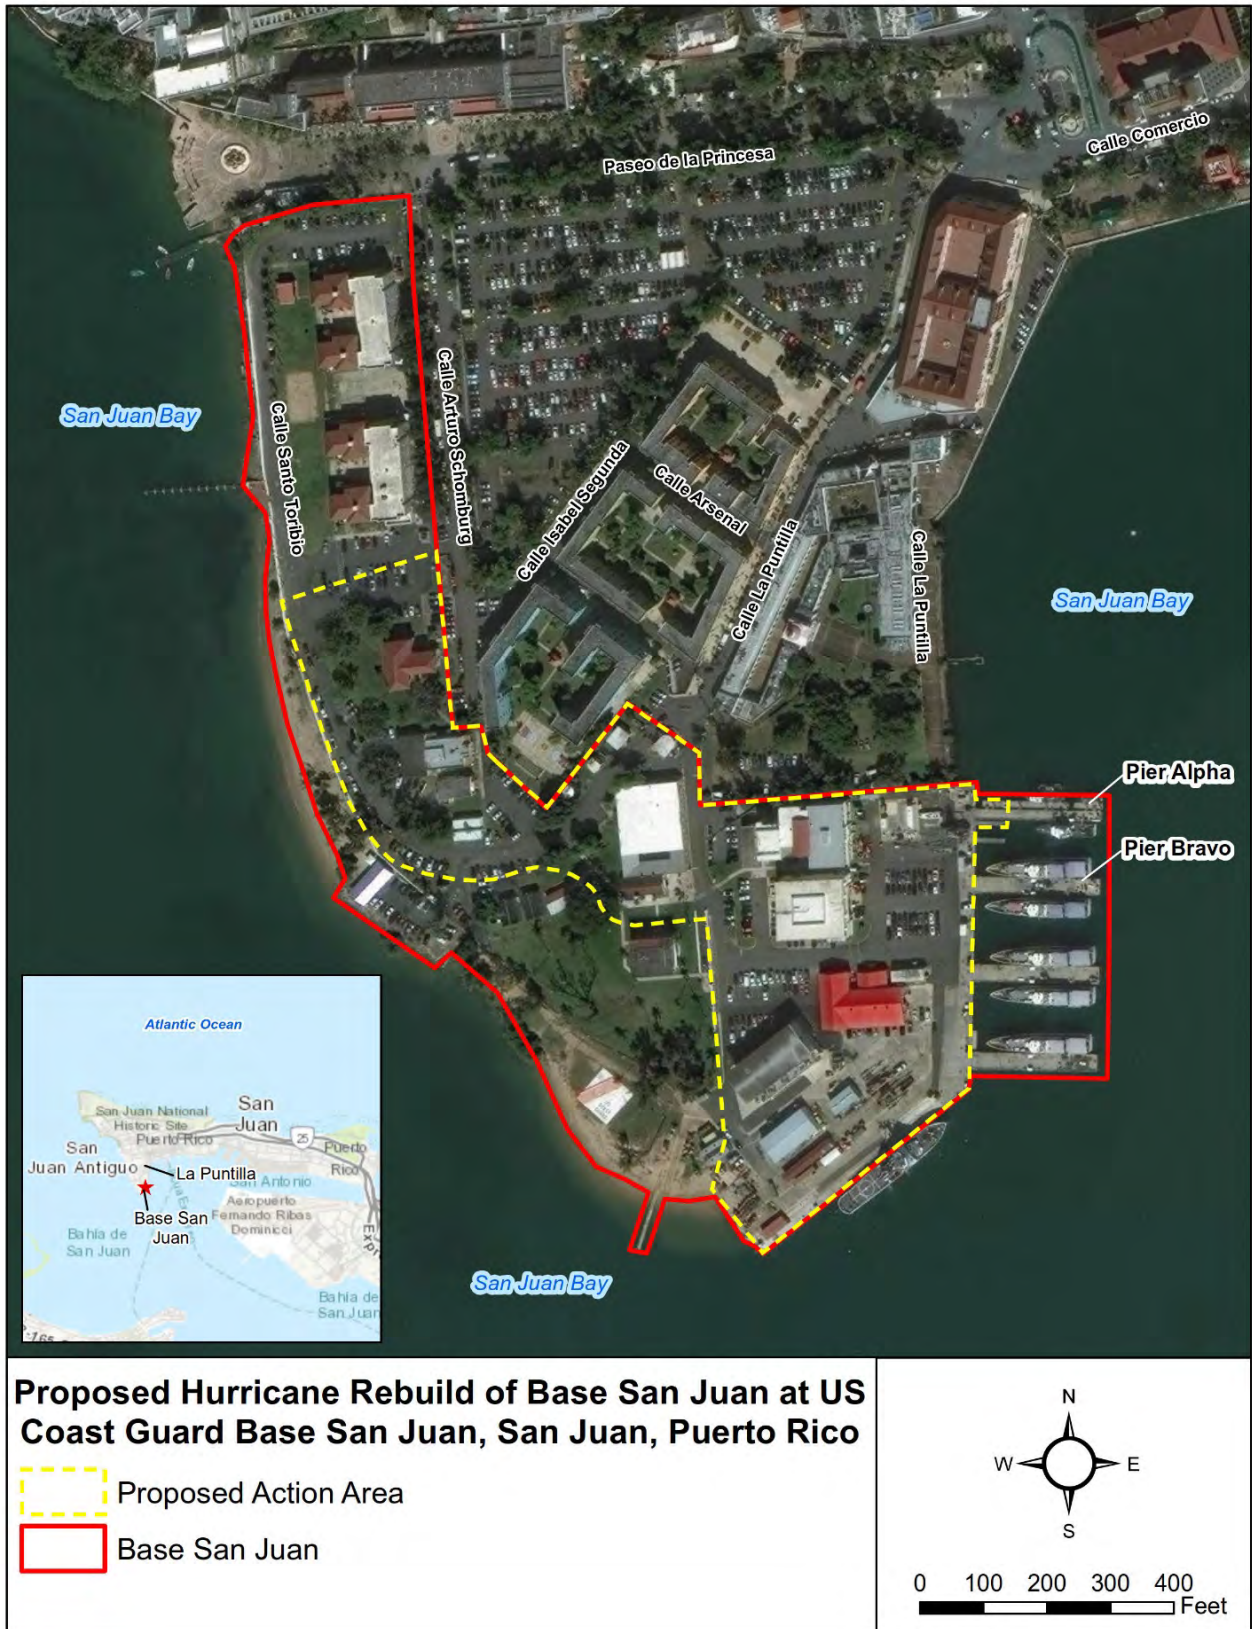 Paseo de la Princesa
Calle Comercio
San Juan Bay
Calle Santo Toribio
Calle Arturo Schomburg
Calle Isabel Segunda
Calle Arsenal
Calle La Puntilla
Calle La Puntilla
San Juan Bay
Pier Alpha
Pier Bravo
San Juan Bay
Atlantic Ocean
San Juan National
Historic Site
Puerto Rico
San
Juan
25
Puerto
Rico
San
Juan Antiguo
La Puntilla
San Antonio
Base San
Juan
Aeropuerto
Fernando Ribas
Dominicci
Bahía de
San Juan
Expr
Bahía de
San Juan
-165
Proposed Hurricane Rebuild of Base San Juan at US
Coast Guard Base San Juan, San Juan, Puerto Rico
Proposed Action Area
Base San Juan
N
W E
S
0 100 200 300 400
Feet